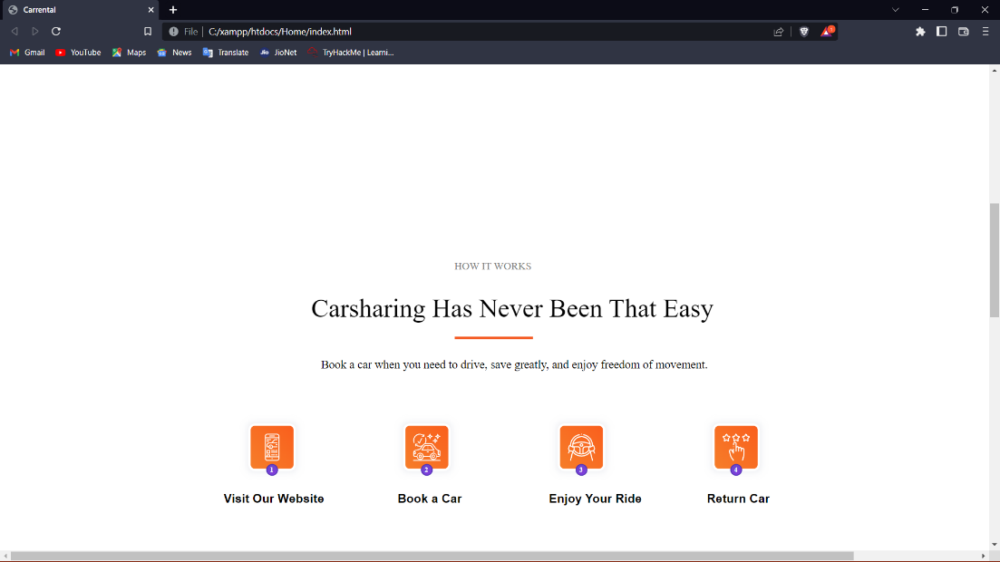 Carrental
File C:/xampp/htdocs/Home/index.html
Gmail YouTube Maps News Translate Jio JioNet TryHackMe | Learni...
HOW IT WORKS
Carsharing Has Never Been That Easy
Book a car when you need to drive, save greatly, and enjoy freedom of movement.
1 2 3 4
Visit Our Website Book a Car Enjoy Your Ride Return Car